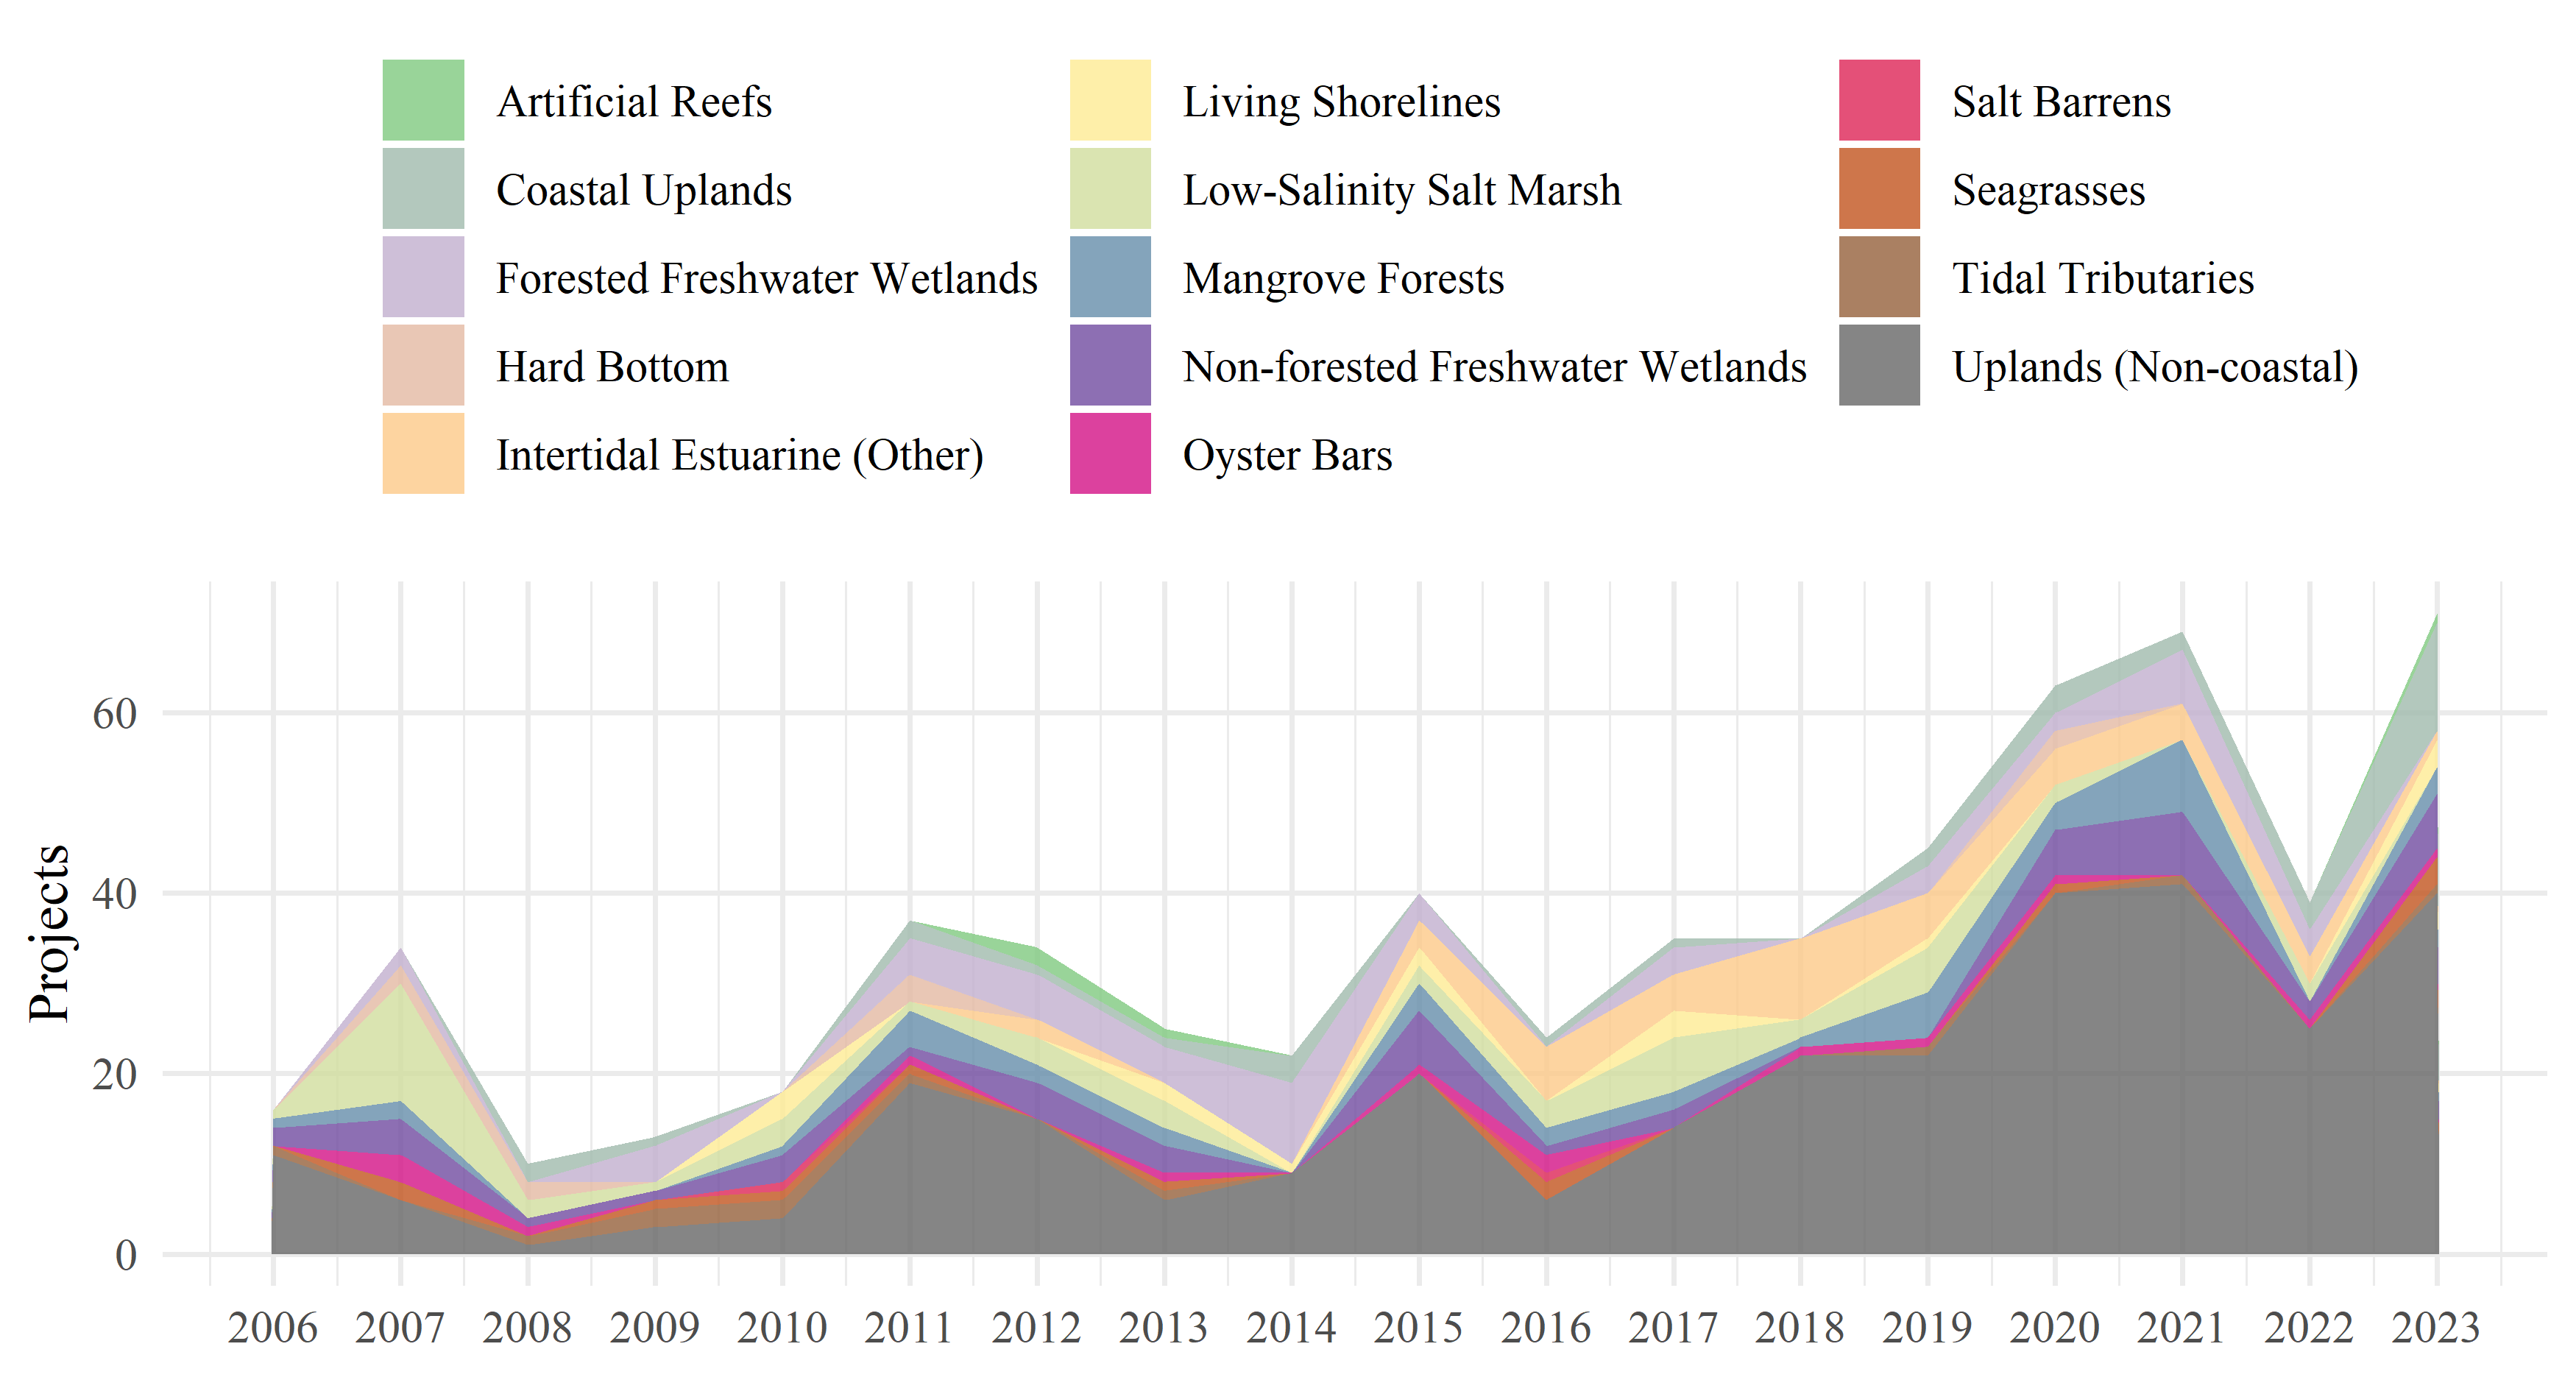 Artificial Reefs
Coastal Uplands
Forested Freshwater Wetlands
Hard Bottom
Intertidal Estuarine (Other)
Living Shorelines
Low-Salinity Salt Marsh
Mangrove Forests
Non-forested Freshwater Wetlands
Oyster Bars
Salt Barrens
Seagrasses
Tidal Tributaries
Uplands (Non-coastal)
Projects
60
40
20
0
2006 2007 2008 2009 2010 2011 2012 2013 2014 2015 2016 2017 2018 2019 2020 2021 2022 2023